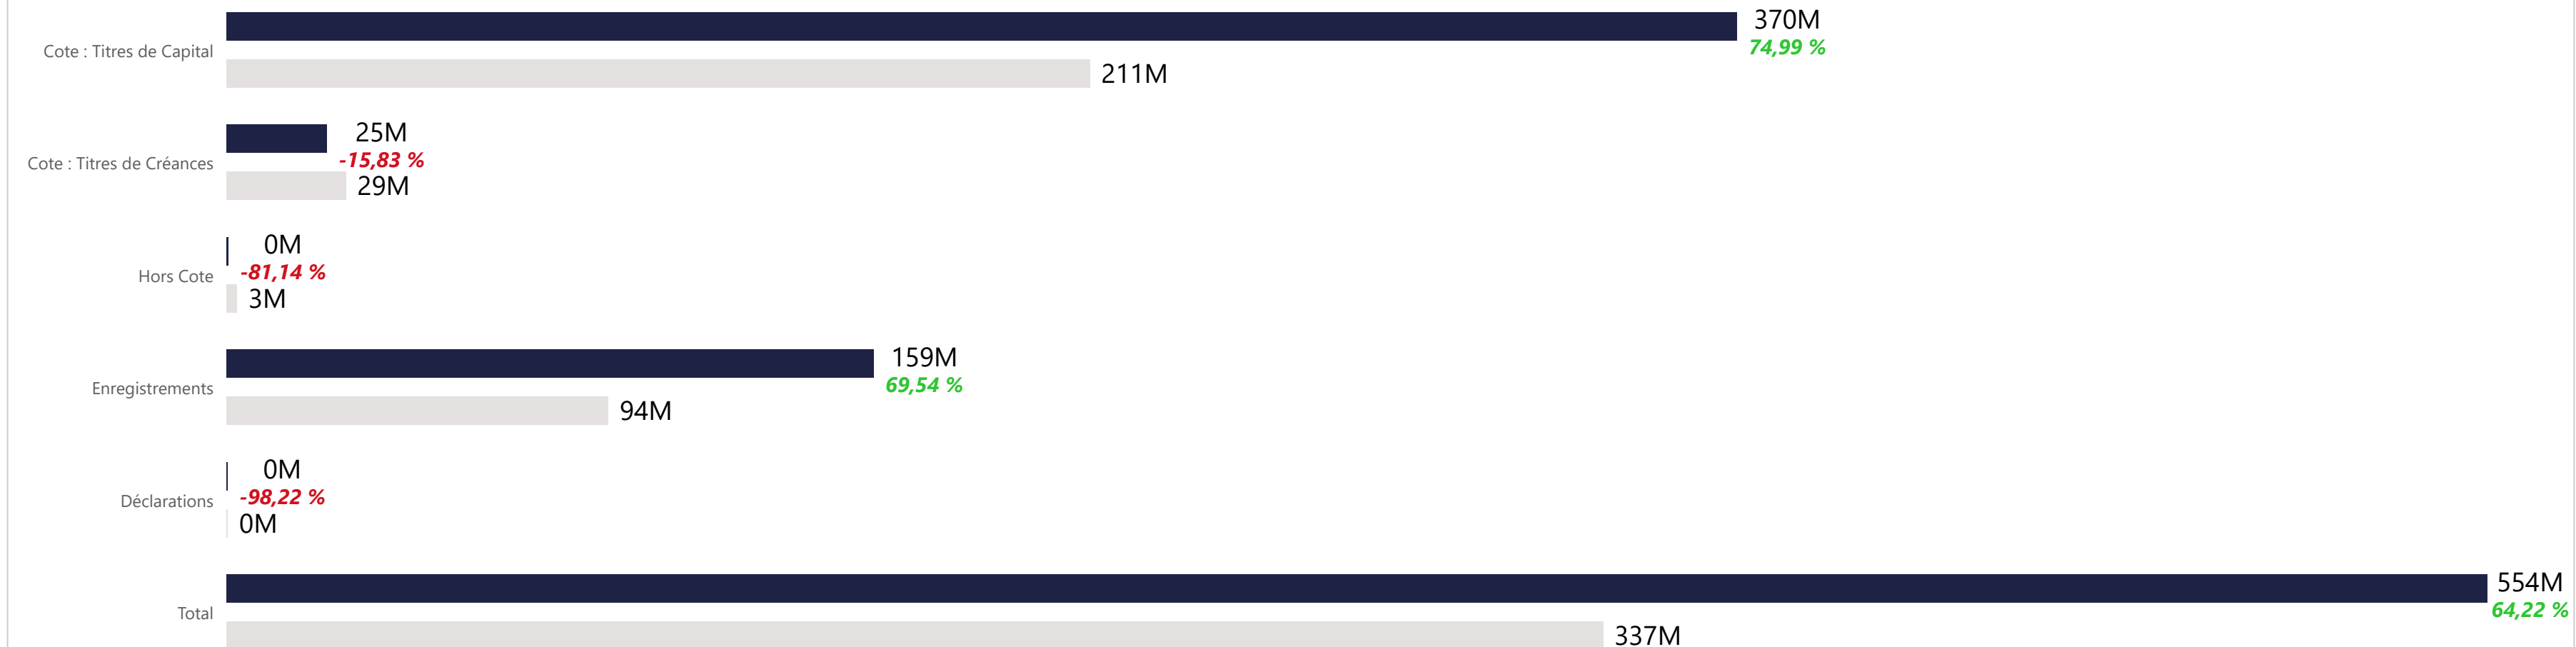 370M
74,99 %
Cote : Titres de Capital
211M
25M
-15,83 %
Cote : Titres de Créances
29M
0M
-81,14 %
Hors Cote
3M
159M
69,54 %
Enregistrements
94M
0M
-98,22 %
Déclarations
0M
554M
64,22 %
Total
337M